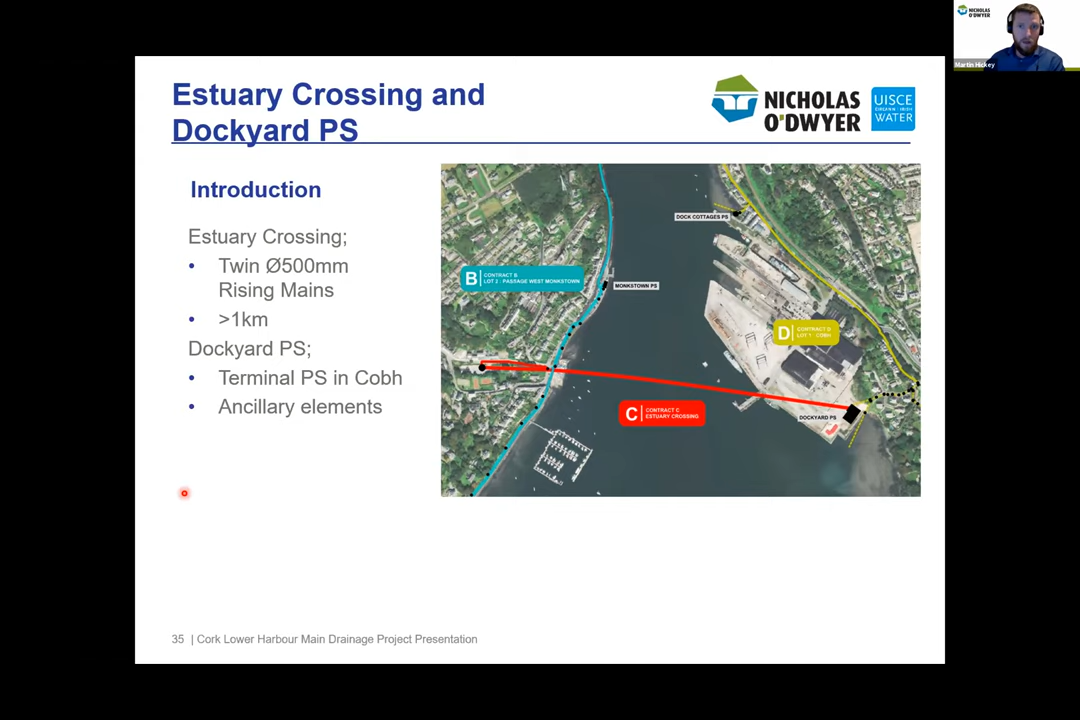 NICHOLAS
O'DWYER
Martin Hickey
Estuary Crossing and
Dockyard PS
NICHOLAS
O'DWYER
UISCE
ÉIREANN : IRISH
WATER
Introduction
Estuary Crossing;
• Twin Ø500mm
Rising Mains
• >1km
Dockyard PS;
• Terminal PS in Cobh
• Ancillary elements
DOCK COTTAGES PS
B
CONTRACT B
LOT 2 : PASSAGE WEST MONKSTOWN
MONKSTOWN PS
D
CONTRACT D
LOT 1 : COBH
C
CONTRACT C
ESTUARY CROSSING
DOCKYARD PS
35 | Cork Lower Harbour Main Drainage Project Presentation